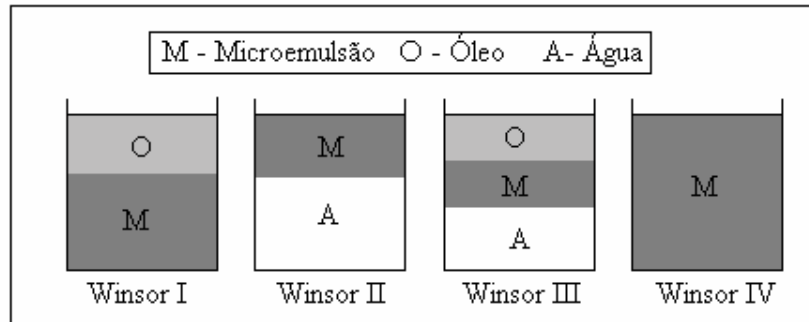 M - Microemulsão O - Óleo A- Água
O M O M
M A M
A
Winsor I Winsor II Winsor III Winsor IV